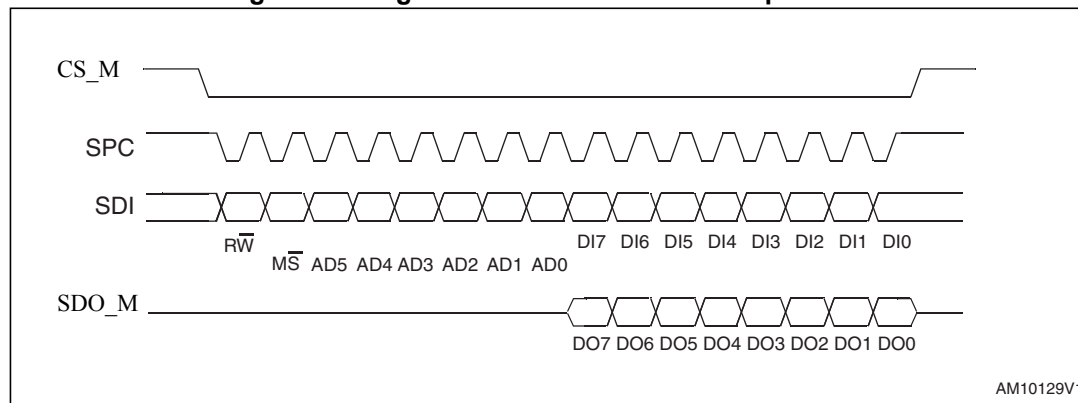 CS_M
SPC
SDI
RW̅
DI7 DI6 DI5 DI4 DI3 DI2 DI1 DI0
MS̅ AD5 AD4 AD3 AD2 AD1 AD0
SDO_M
DO7 DO6 DO5 DO4 DO3 DO2 DO1 DO0